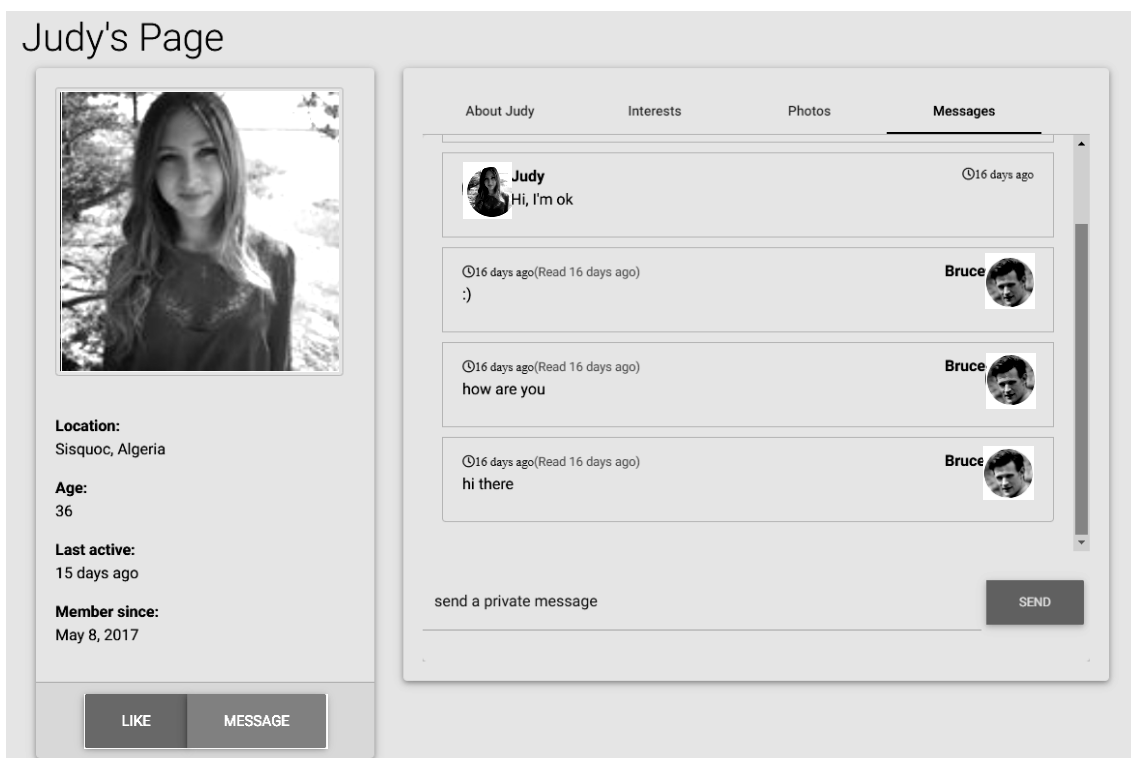 Judy's Page
Location:
Sisquoc, Algeria
Age:
36
Last active:
15 days ago
Member since:
May 8, 2017
LIKE MESSAGE
About Judy Interests Photos Messages
Judy 16 days ago
Hi, I'm ok
16 days ago(Read 16 days ago) Bruce
:)
16 days ago(Read 16 days ago) Bruce
how are you
16 days ago(Read 16 days ago) Bruce
hi there
send a private message SEND